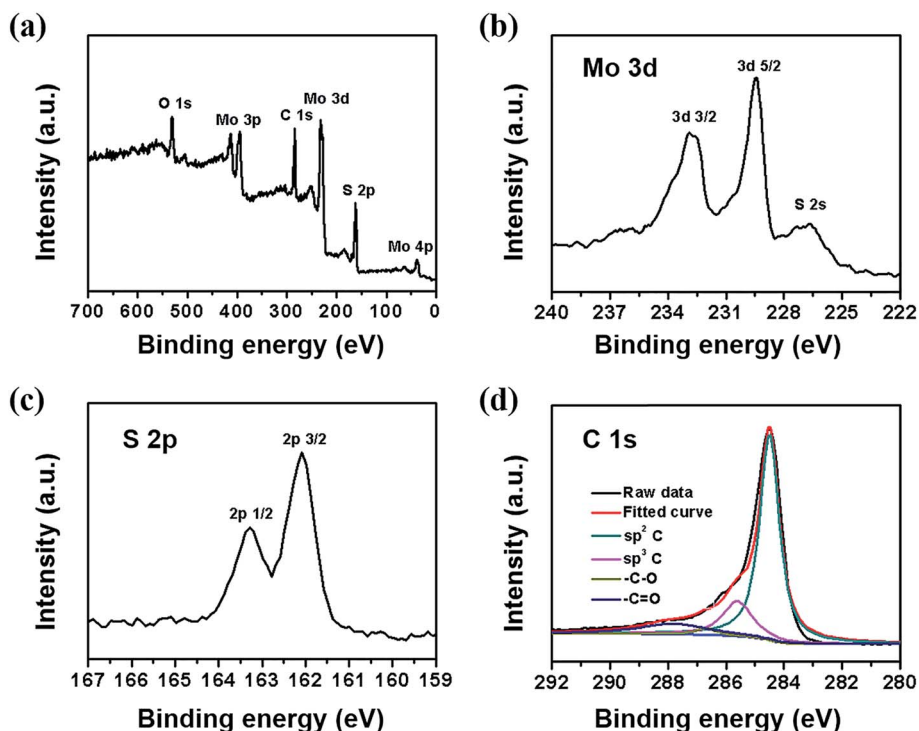 (a)
Intensity (a.u.)
O 1s
Mo 3p
C 1s
Mo 3d
S 2p
Mo 4p
700 600 500 400 300 200 100 0
Binding energy (eV)
(b)
Intensity (a.u.)
Mo 3d
3d 3/2
3d 5/2
S 2s
240 237 234 231 228 225 222
Binding energy (eV)
(c)
Intensity (a.u.)
S 2p
2p 1/2
2p 3/2
167 166 165 164 163 162 161 160 159
Binding energy (eV)
(d)
Intensity (a.u.)
C 1s
Raw data
Fitted curve
sp² C
sp³ C
-C-O
-C=O
292 290 288 286 284 282 280
Binding energy (eV)